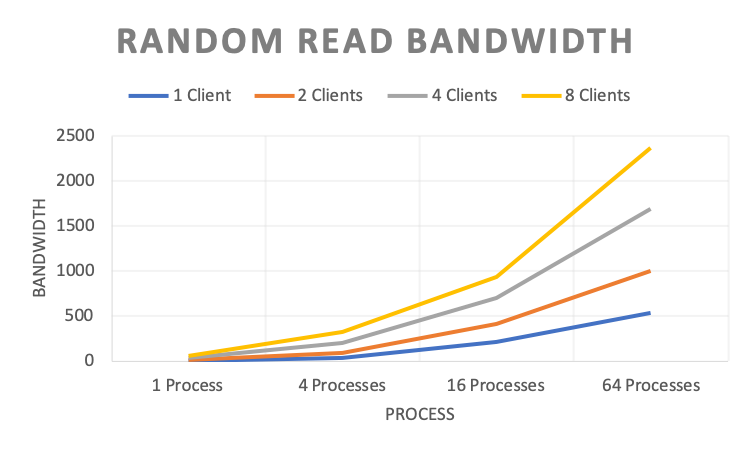 RANDOM READ BANDWIDTH
1 Client 2 Clients 4 Clients 8 Clients
2500
2000
1500
1000
500
0
BANDWIDTH
1 Process 4 Processes 16 Processes 64 Processes
PROCESS